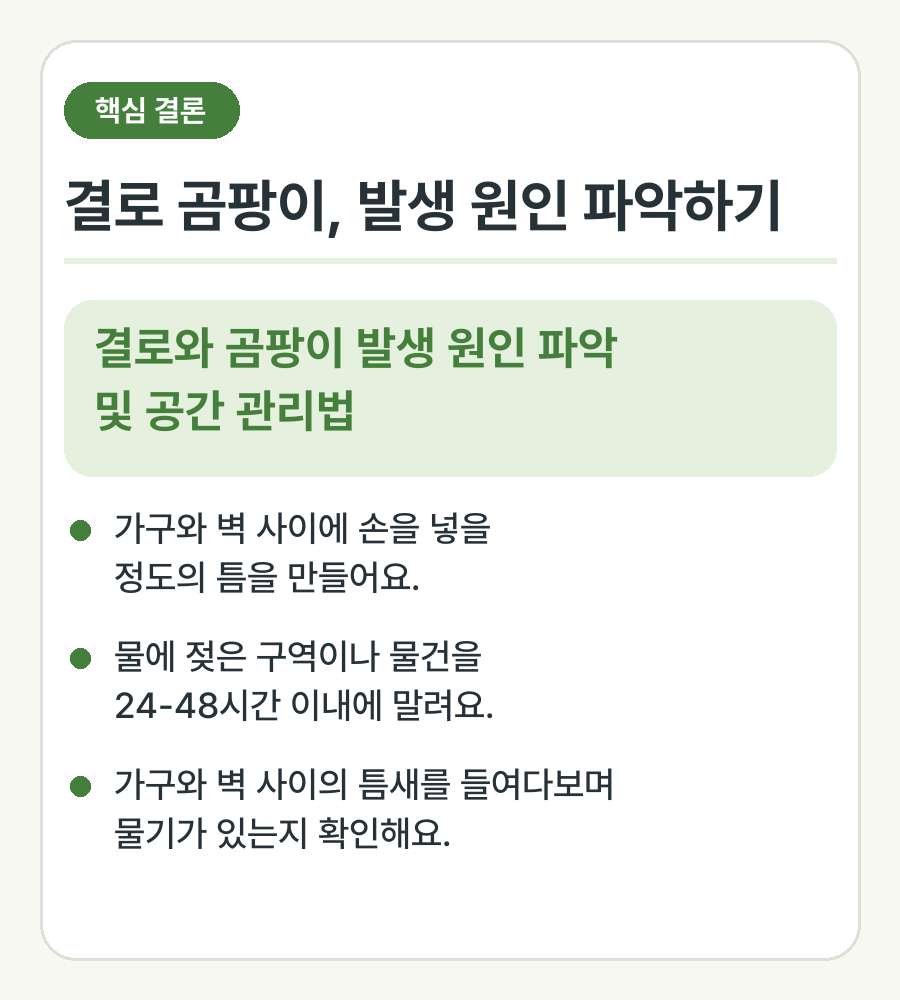 핵심 결론
결로 곰팡이, 발생 원인 파악하기
결로와 곰팡이 발생 원인 파악
및 공간 관리법
가구와 벽 사이에 손을 넣을
정도의 틈을 만들어요.
물에 젖은 구역이나 물건을
24-48시간 이내에 말려요.
가구와 벽 사이의 틈새를 들여다보며
물기가 있는지 확인해요.